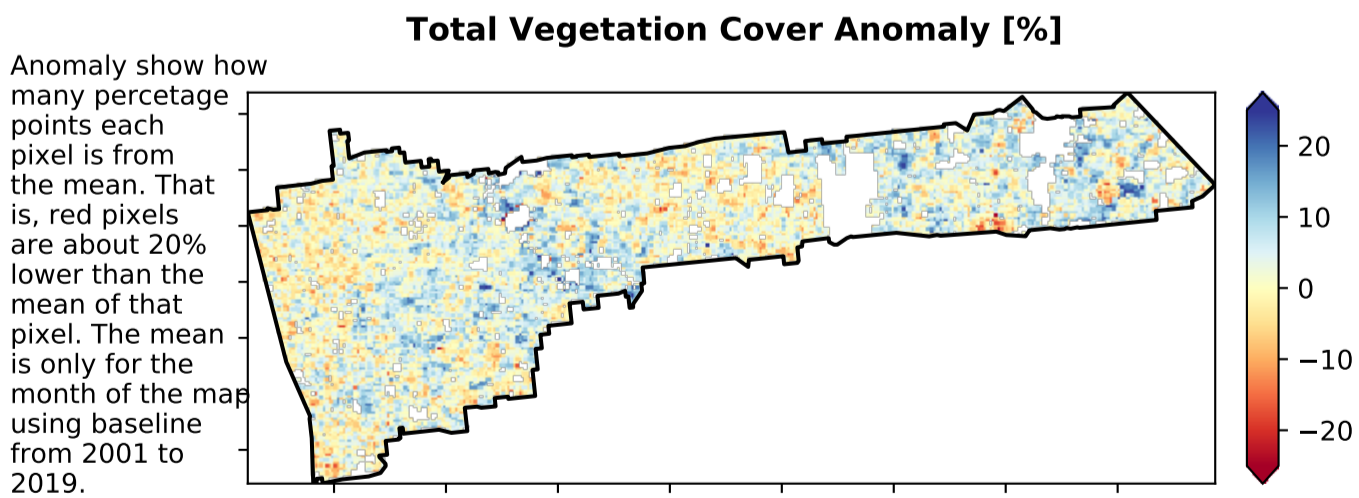 Total Vegetation Cover Anomaly [%]
Anomaly show how
many percetage
points each
pixel is from
the mean. That
is, red pixels
are about 20%
lower than the
mean of that
pixel. The mean
is only for the
month of the map
using baseline
from 2001 to
2019.
20
10
0
−10
−20